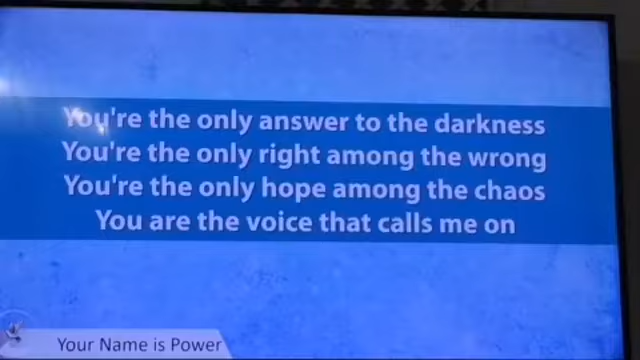 You're the only answer to the darkness
You're the only right among the wrong
You're the only hope among the chaos
You are the voice that calls me on
Your Name is Power